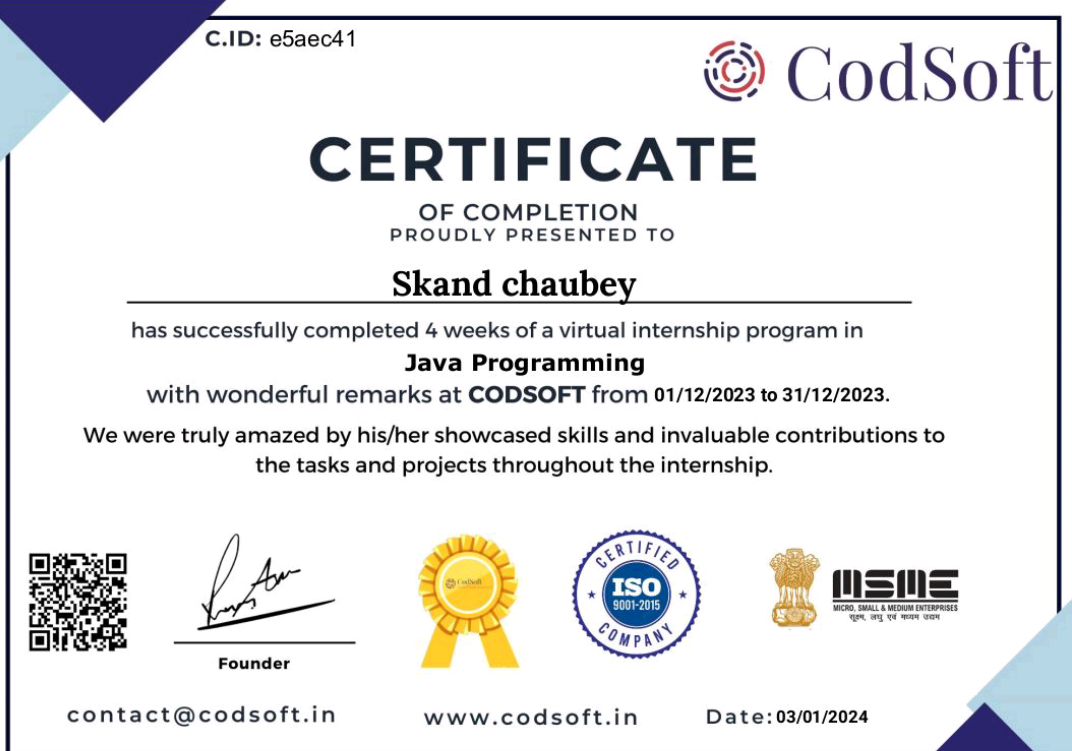 C.ID: e5aec41
CodSoft
CERTIFICATE
OF COMPLETION
PROUDLY PRESENTED TO
Skand chaubey
has successfully completed 4 weeks of a virtual internship program in
Java Programming
with wonderful remarks at CODSOFT from 01/12/2023 to 31/12/2023.
We were truly amazed by his/her showcased skills and invaluable contributions to
the tasks and projects throughout the internship.
Founder
CodSoft
CERTIFIED
ISO
9001-2015
COMPANY
MSME
MICRO, SMALL & MEDIUM ENTERPRISES
सूक्ष्म, लघु एवं मध्यम उद्यम
contact@codsoft.in
www.codsoft.in
Date: 03/01/2024